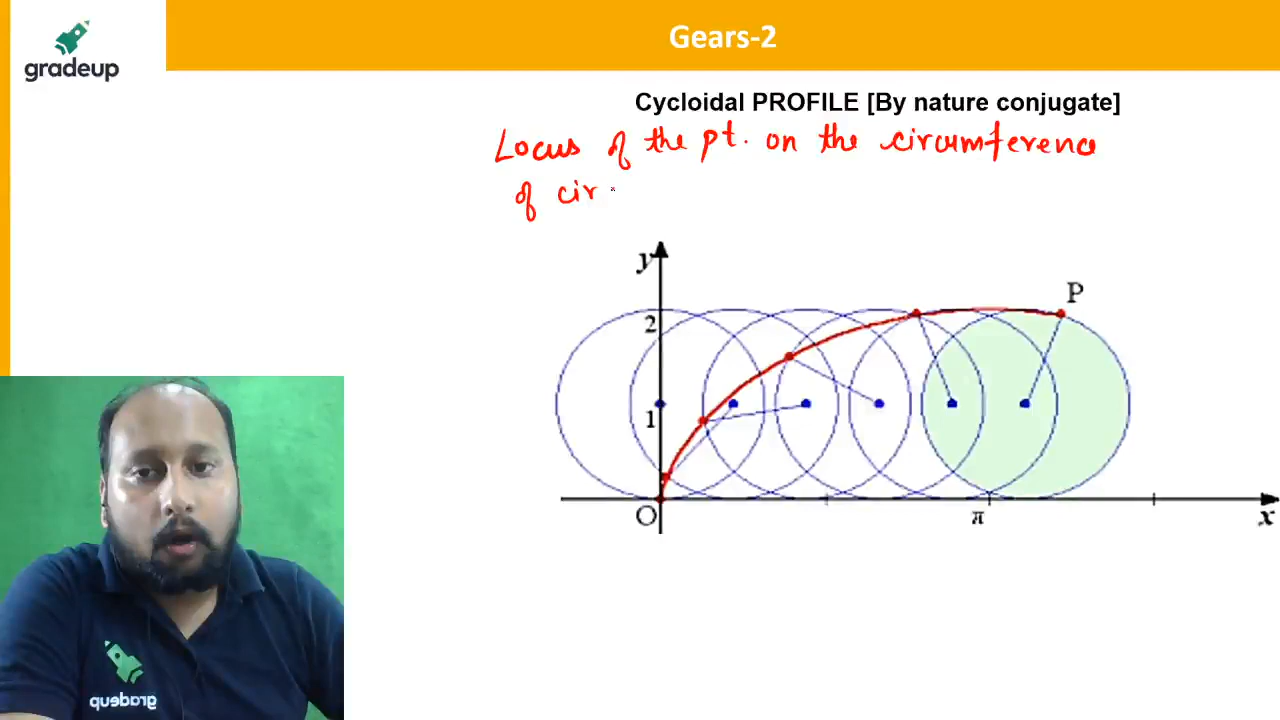 Gears-2
gradeup
Cycloidal PROFILE [By nature conjugate]
Locus of the pt. on the circumference
of cir
y
P
2
1
O
π
x
gradeup